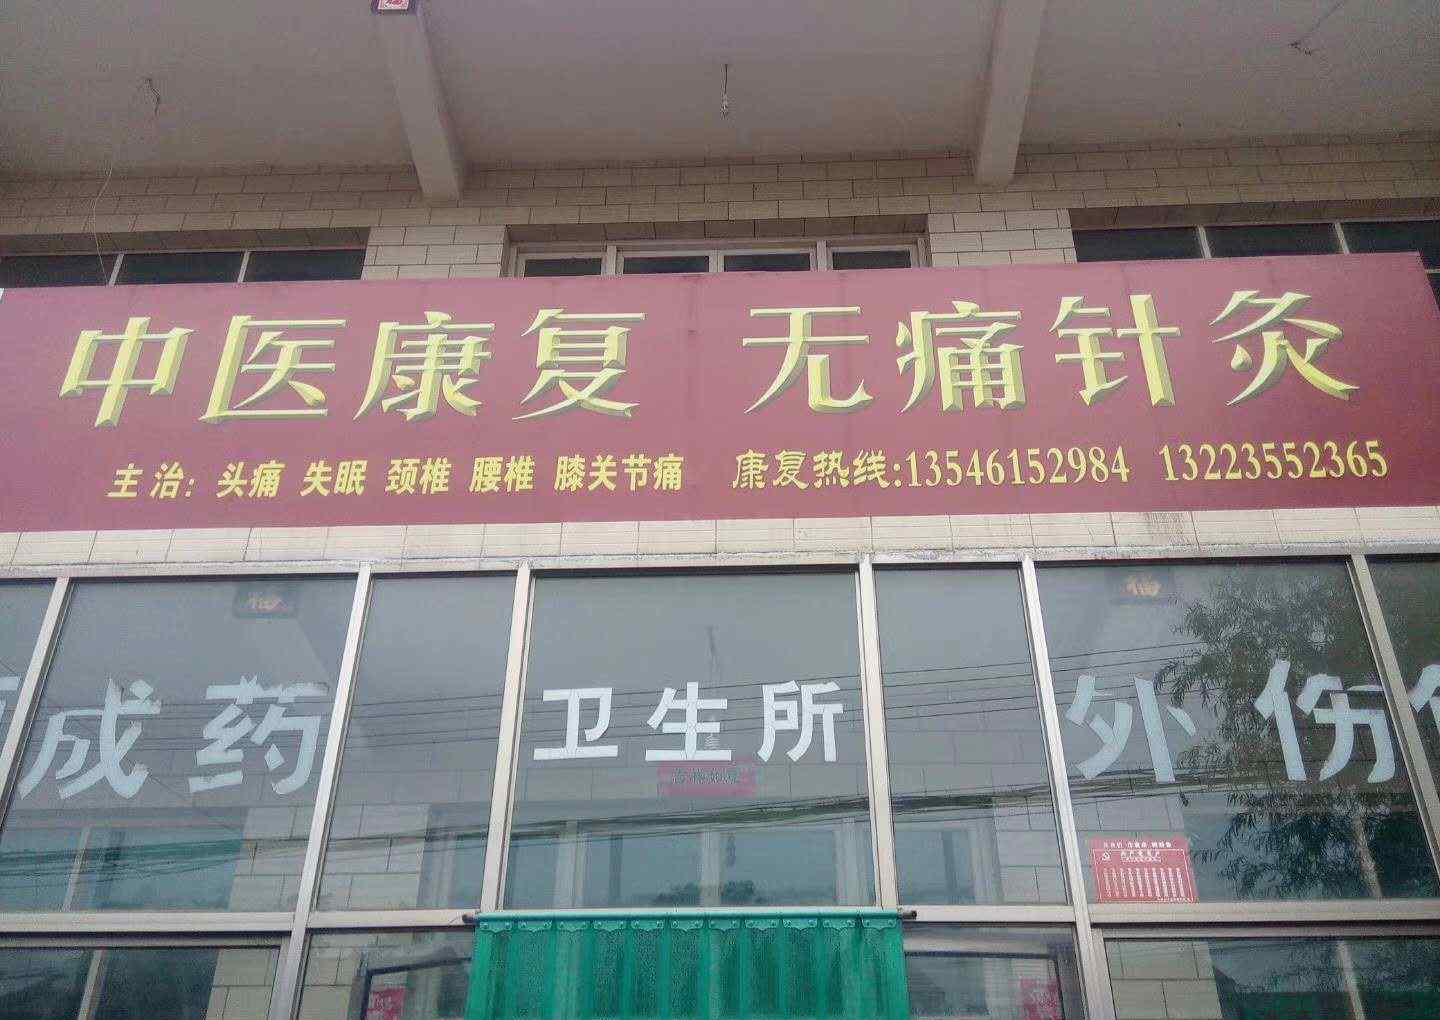 中医康复 无痛针灸
主治：头痛 失眠 颈椎 腰椎 膝关节痛 康复热线:13546152984 13223552365
成药 卫生所 外伤